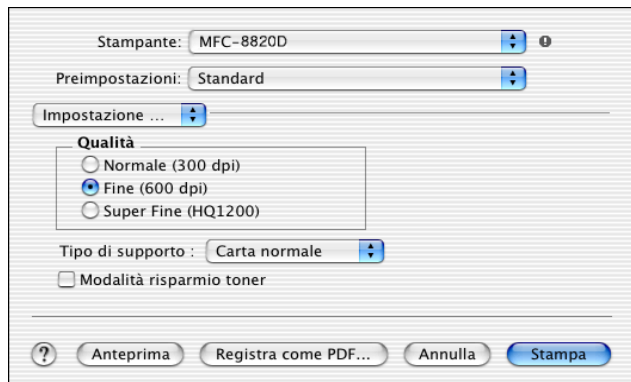 Stampante: MFC-8820D
Preimpostazioni: Standard
Impostazione ...
Qualità
Normale (300 dpi)
Fine (600 dpi)
Super Fine (HQ1200)
Tipo di supporto : Carta normale
Modalità risparmio toner
? Anteprima Registra come PDF... Annulla Stampa